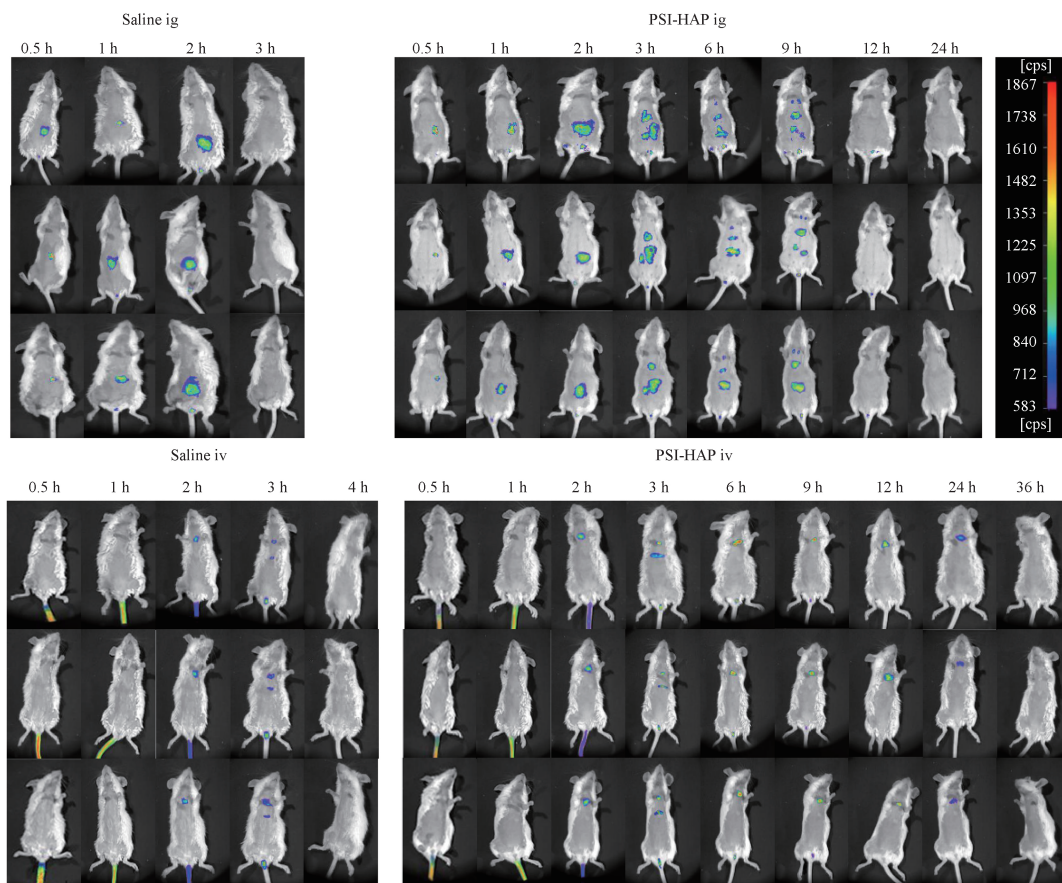 Saline ig
PSI-HAP ig
0.5 h 1 h 2 h 3 h
0.5 h 1 h 2 h 3 h 6 h 9 h 12 h 24 h
[cps]
1867
1738
1610
1482
1353
1225
1097
968
840
712
583
[cps]
Saline iv
PSI-HAP iv
0.5 h 1 h 2 h 3 h 4 h
0.5 h 1 h 2 h 3 h 6 h 9 h 12 h 24 h 36 h